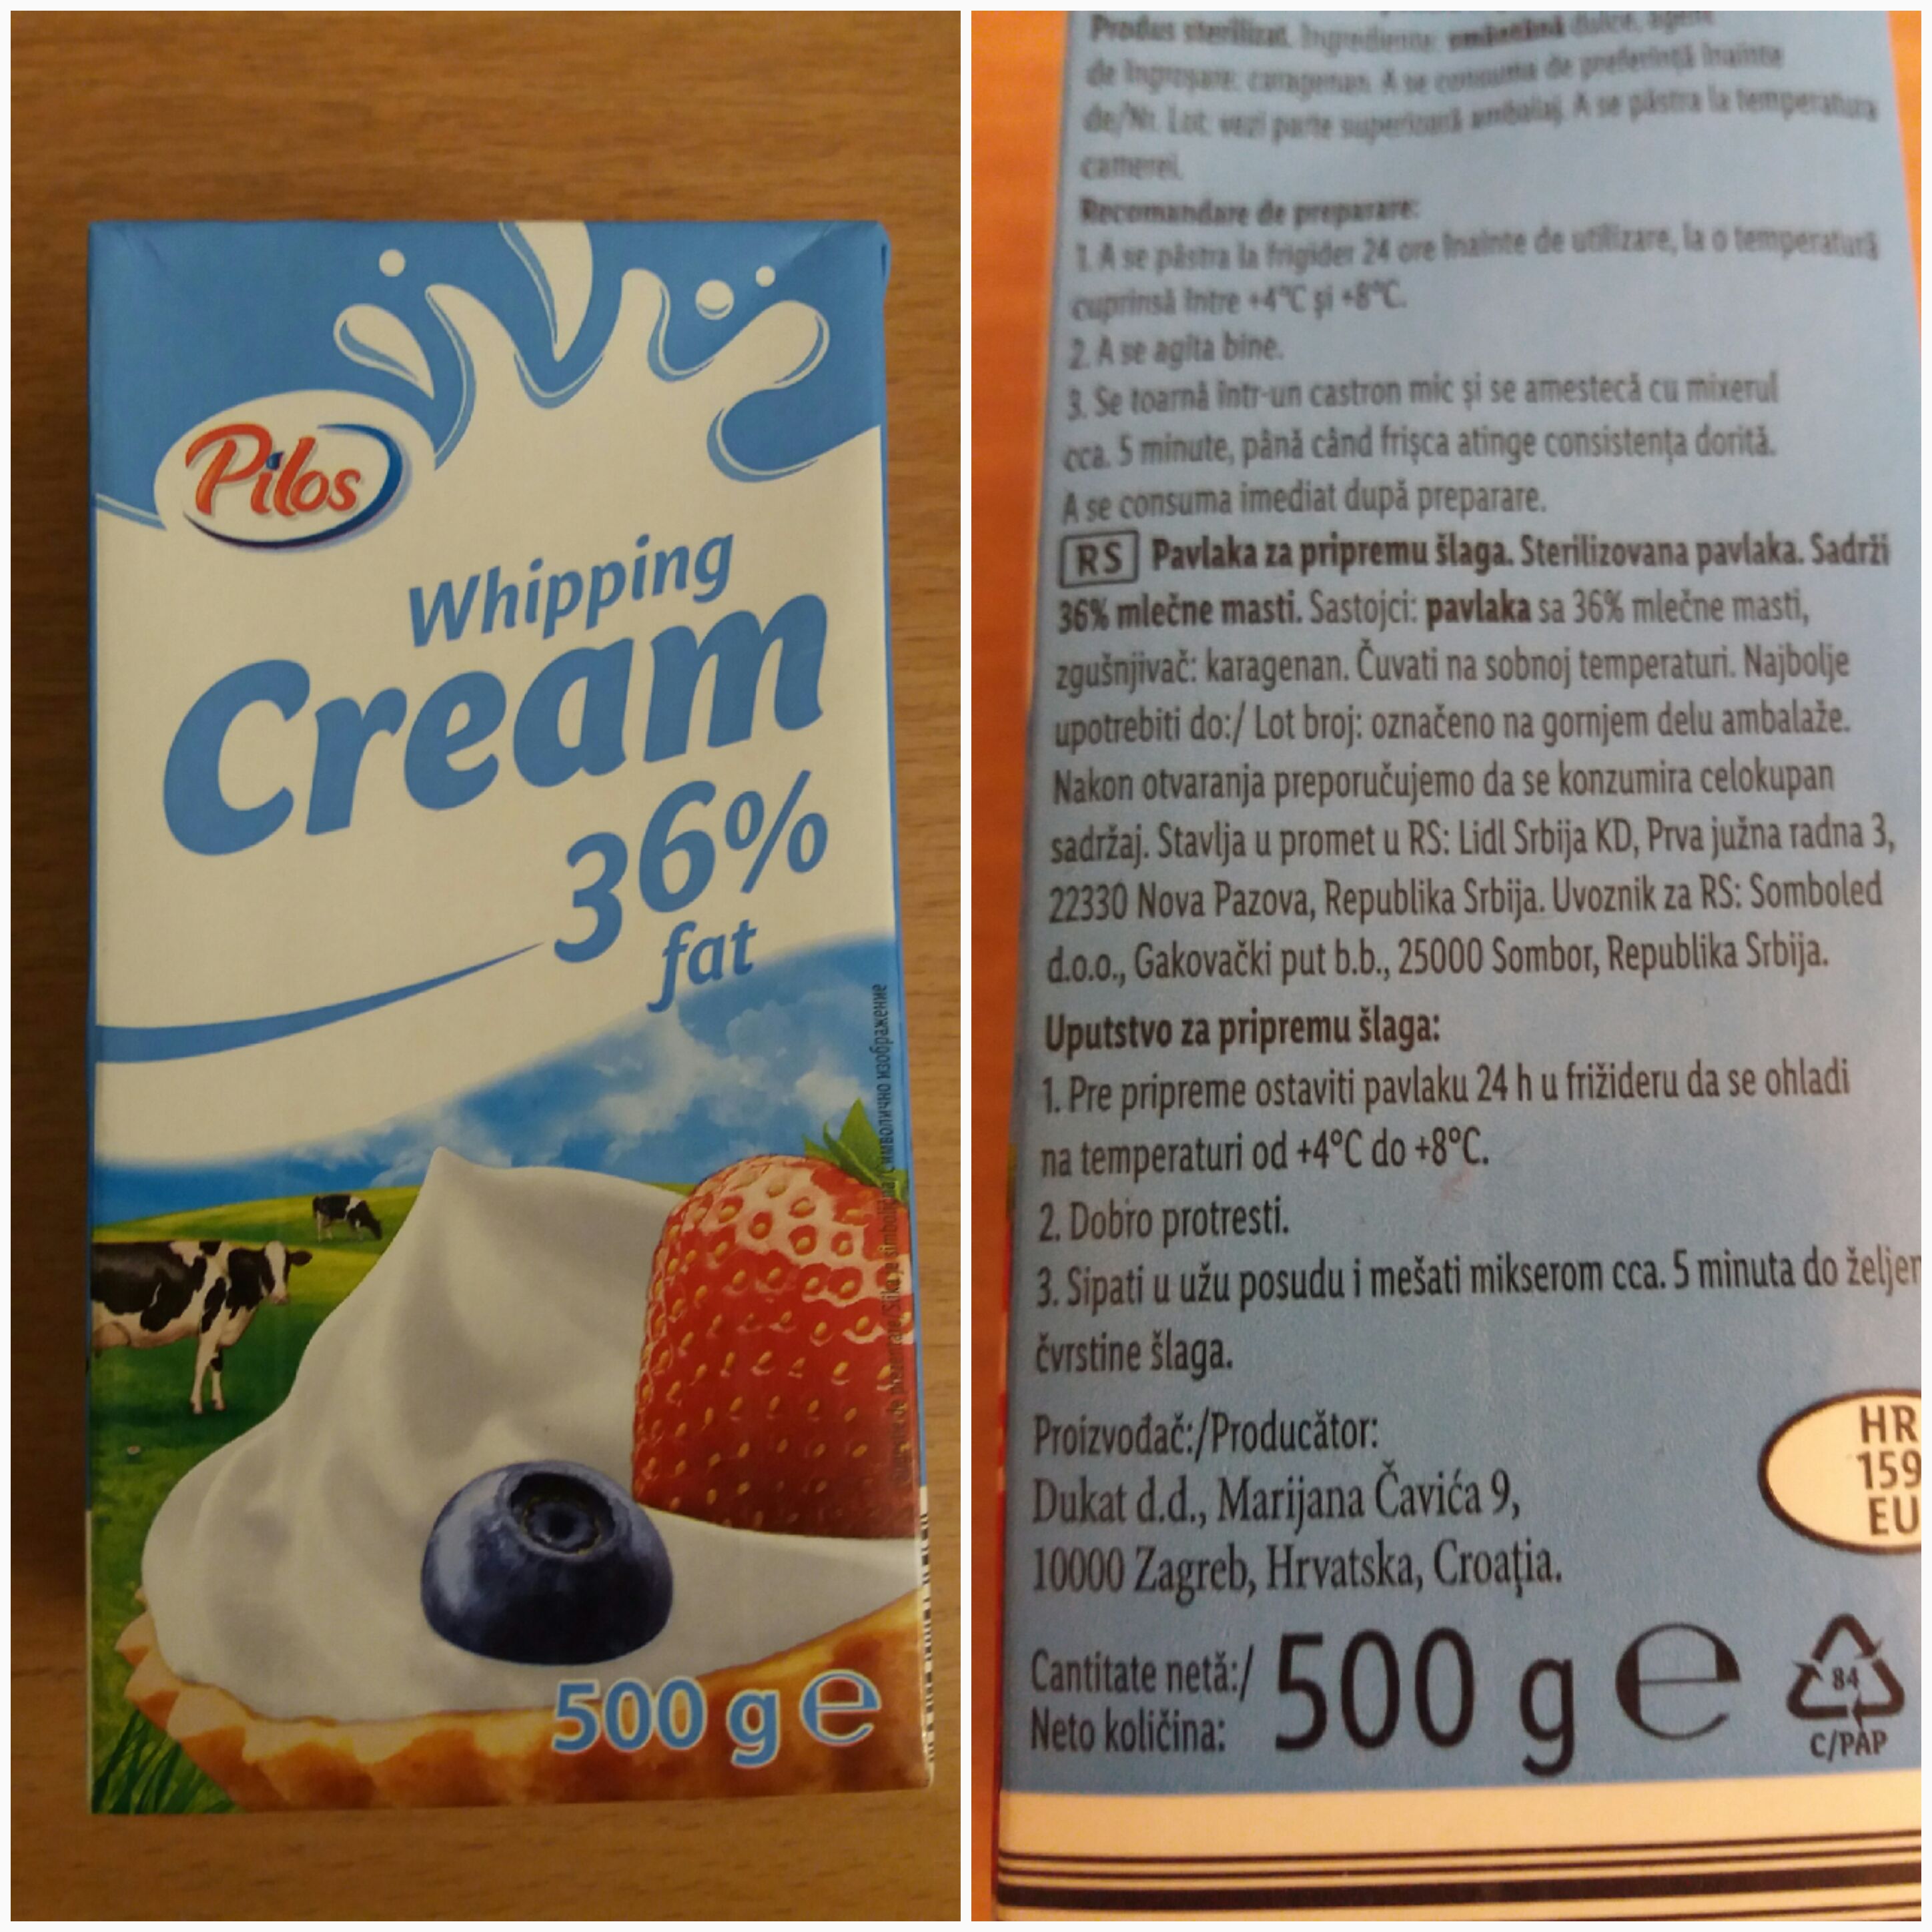 Pilos
Whipping
Cream
36%
fat
500 g e
Produs sterilizat. Ingrediente: smântână dulce, agent
de îngroșare: caragenan. A se consuma de preferință înainte
de/Nr. Lot: vezi parte superioară ambalaj. A se păstra la temperatura
camerei.
Recomandare de preparare:
1. A se păstra la frigider 24 ore înainte de utilizare, la o temperatură
cuprinsă între +4°C și +8°C.
2. A se agita bine.
3. Se toarnă într-un castron mic și se amestecă cu mixerul
cca. 5 minute, până când frișca atinge consistența dorită.
A se consuma imediat după preparare.
RS Pavlaka za pripremu šlaga. Sterilizovana pavlaka. Sadrži
36% mlečne masti. Sastojci: pavlaka sa 36% mlečne masti,
zgušnjivač: karagenan. Čuvati na sobnoj temperaturi. Najbolje
upotrebiti do:/ Lot broj: označeno na gornjem delu ambalaže.
Nakon otvaranja preporučujemo da se konzumira celokupan
sadržaj. Stavlja u promet u RS: Lidl Srbija KD, Prva južna radna 3,
22330 Nova Pazova, Republika Srbija. Uvoznik za RS: Somboled
d.o.o., Gakovački put b.b., 25000 Sombor, Republika Srbija.
Uputstvo za pripremu šlaga:
1. Pre pripreme ostaviti pavlaku 24 h u frižideru da se ohladi
na temperaturi od +4°C do +8°C.
2. Dobro protresti.
3. Sipati u užu posudu i mešati mikserom cca. 5 minuta do željen
čvrstine šlaga.
Proizvođač:/Producător:
Dukat d.d., Marijana Čavića 9,
10000 Zagreb, Hrvatska, Croația.
HR
159
EU
Cantitate netă:/
Neto količina:
500 g e
84
C/PAP
Slika je simbolična/Символично изображение